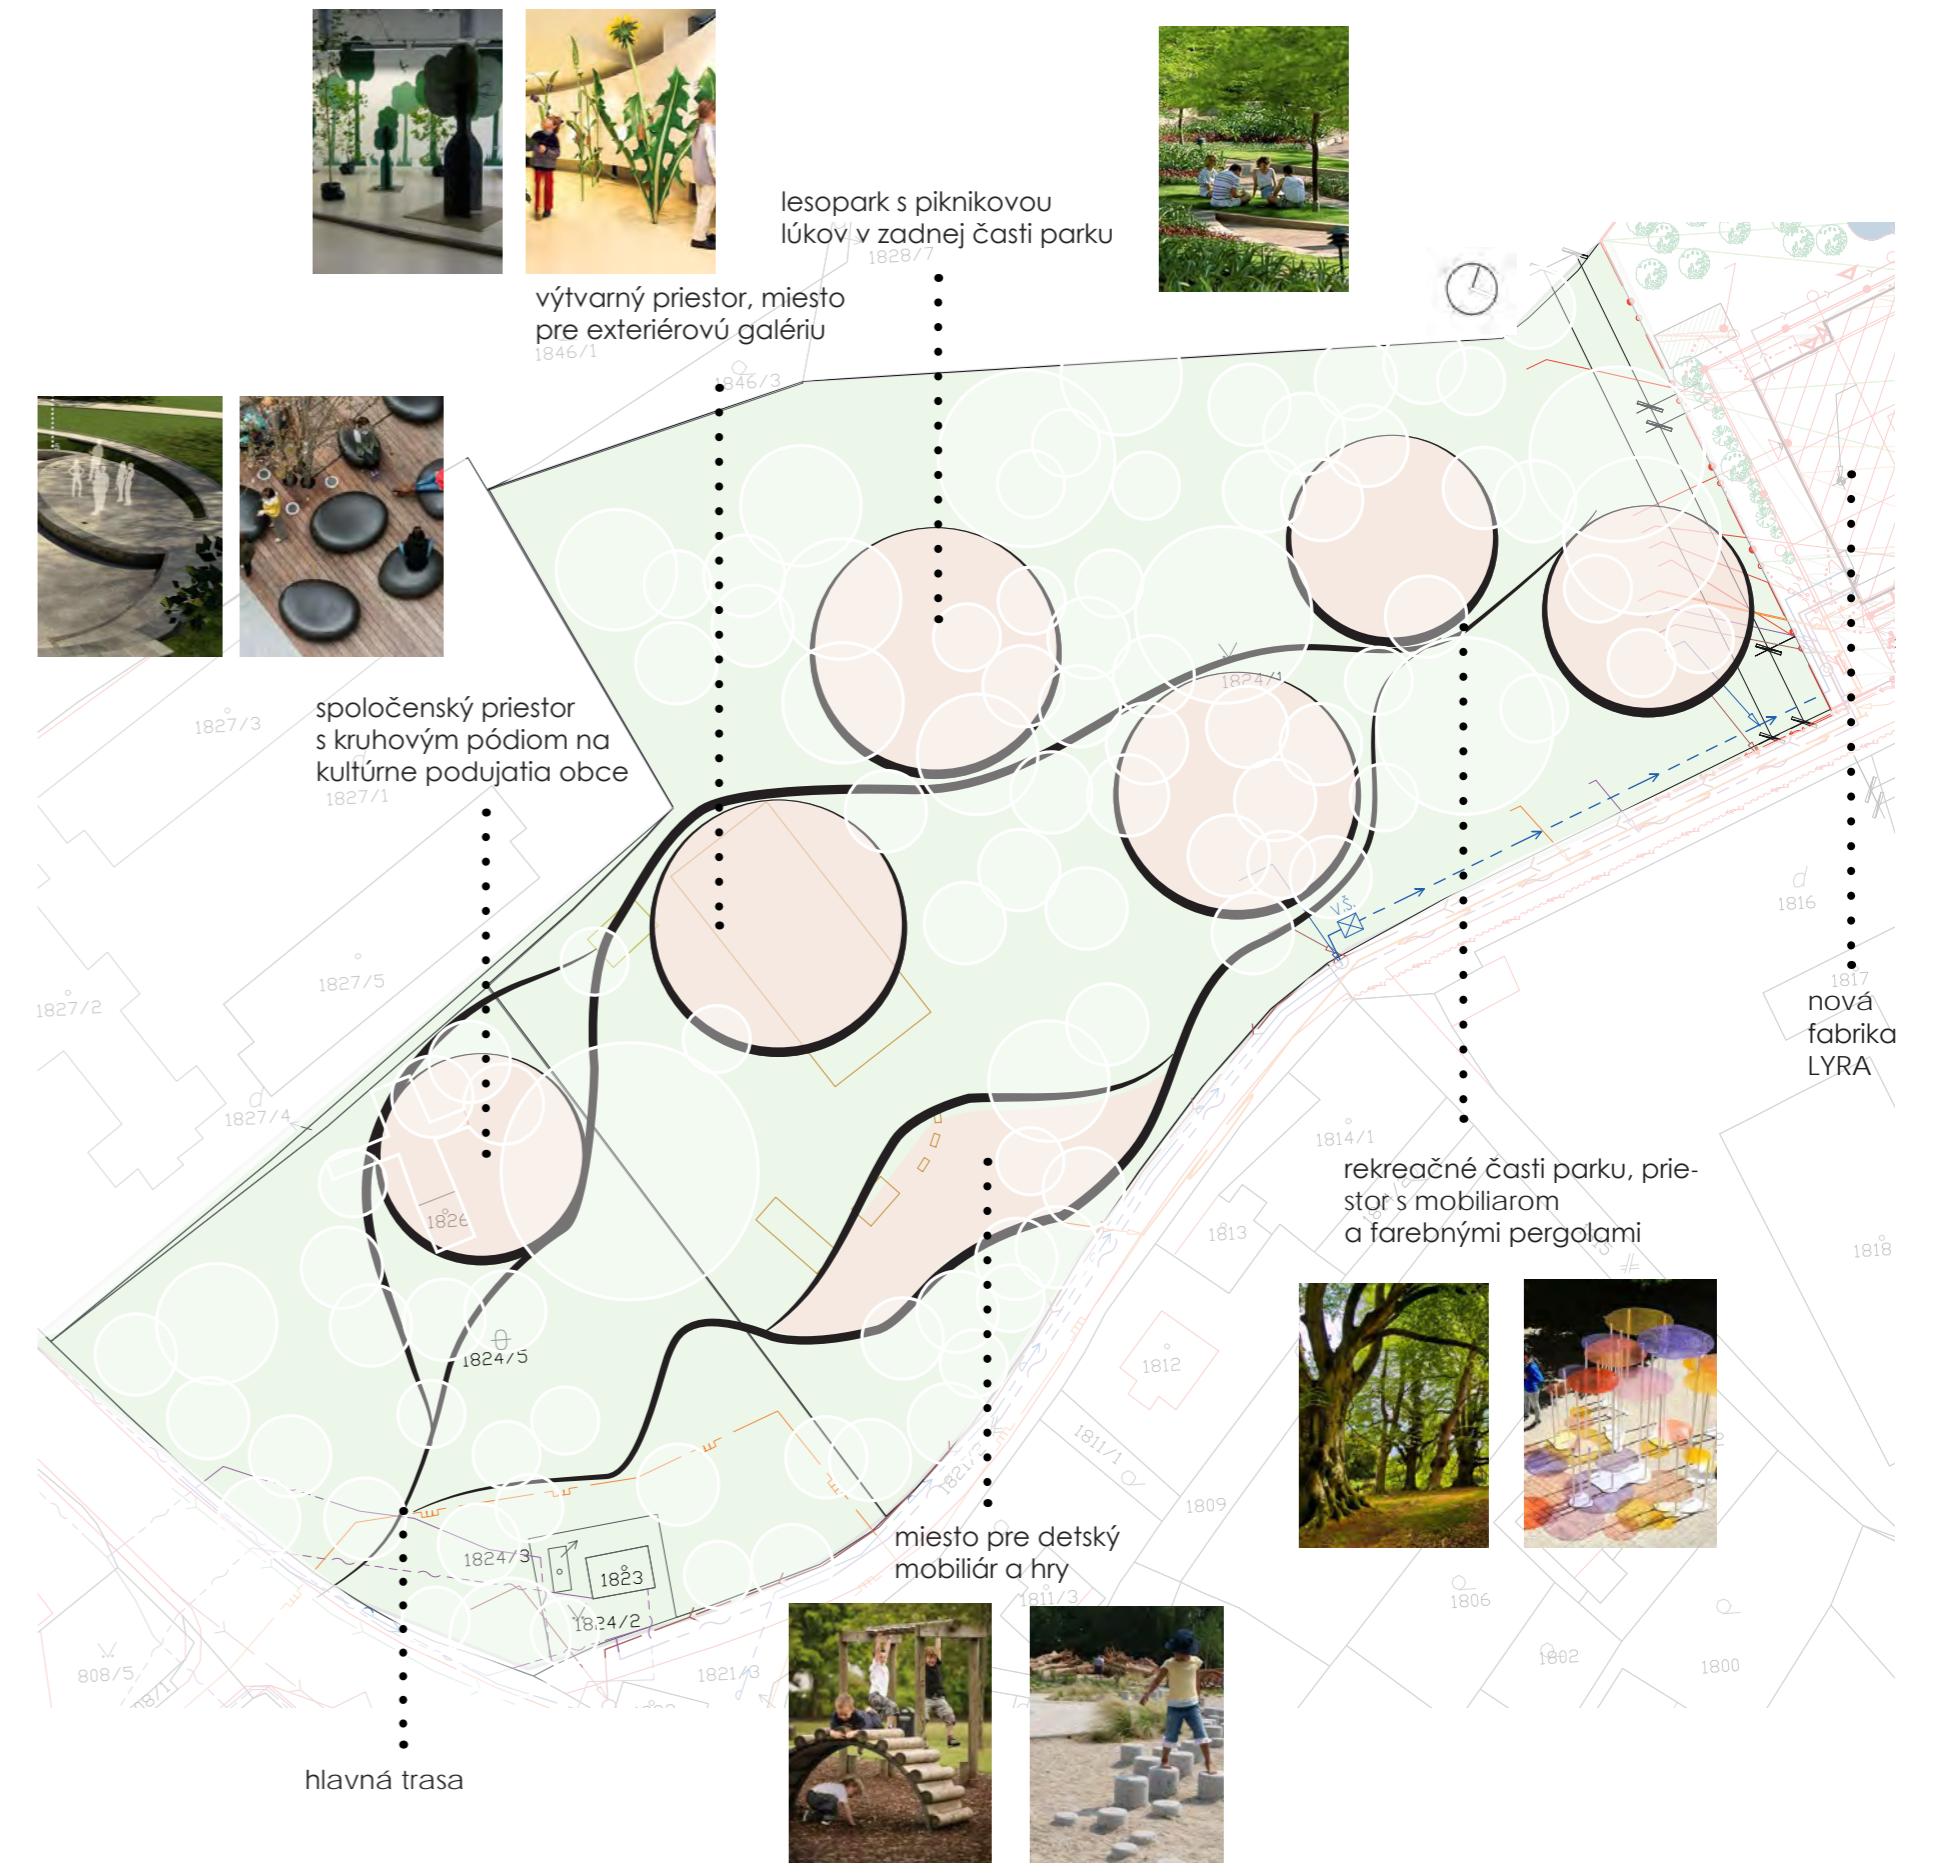 lesopark s piknikovou
lúkov v zadnej časti parku
1828/7
výtvarný priestor, miesto
pre exteriérovú galériu
1846/1
1846/3
spoločenský priestor
s kruhovým pódiom na
kultúrne podujatia obce
1827/3
1827/1
1824/1
V.Š.
1816
1827/5
1827/2
1817
nová
fabrika
LYRA
1827/4
1814/1
rekreačné časti parku, prie-
stor s mobiliarom
a farebnými pergolami
1826
1813
1818
1824/5
1812
1811/1
1809
miesto pre detský
mobiliár a hry
1824/3
1823
1824/2
1811/3
1806
1802
1800
808/5
1821/3
hlavná trasa